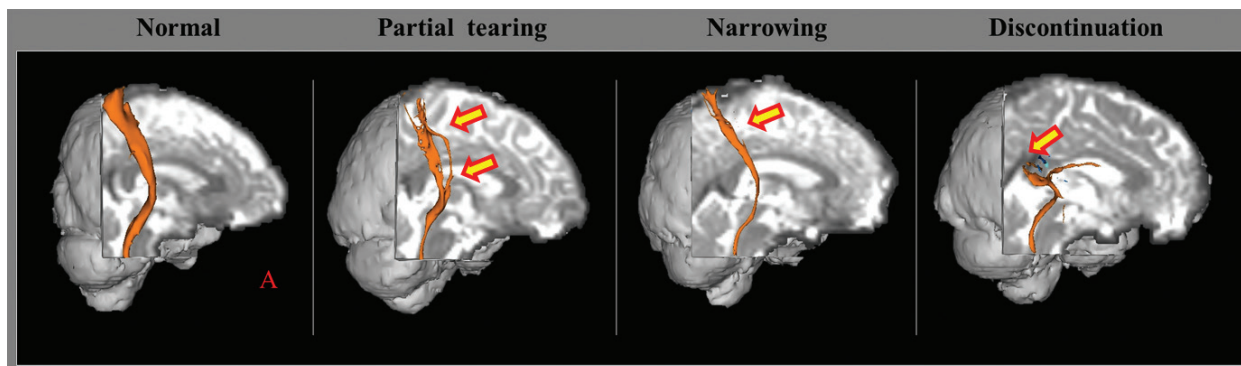 Normal
Partial tearing
Narrowing
Discontinuation
A